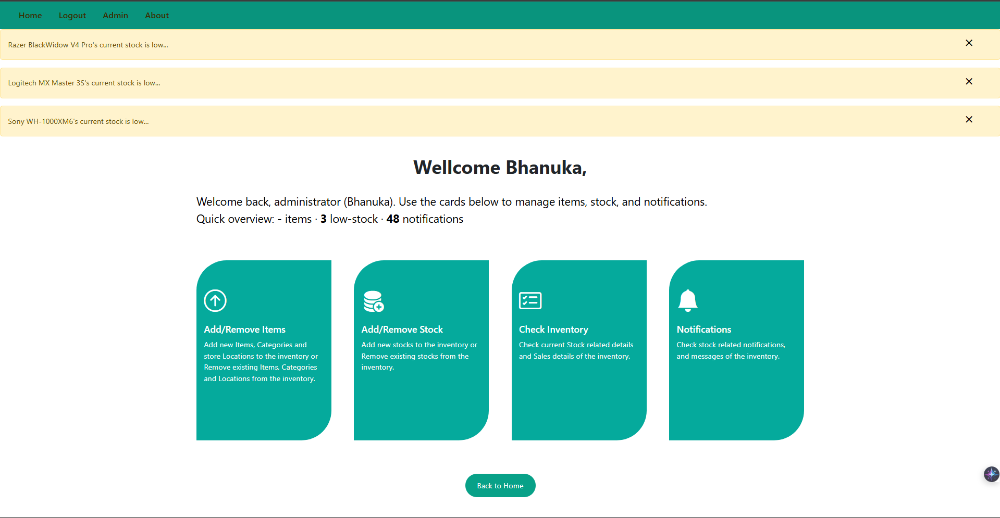 Home Logout Admin About
Razer BlackWidow V4 Pro's current stock is low...
Logitech MX Master 3S's current stock is low...
Sony WH-1000XM6's current stock is low...
Wellcome Bhanuka,
Welcome back, administrator (Bhanuka). Use the cards below to manage items, stock, and notifications.
Quick overview: - items · 3 low-stock · 48 notifications
Add/Remove Items
Add new Items, Categories and
store Locations to the inventory or
Remove existing Items, Categories
and Locations from the inventory.
Add/Remove Stock
Add new stocks to the inventory or
Remove existing stocks from the
inventory.
Check Inventory
Check current Stock related details
and Sales details of the inventory.
Notifications
Check stock related notifications,
and messages of the inventory.
Back to Home